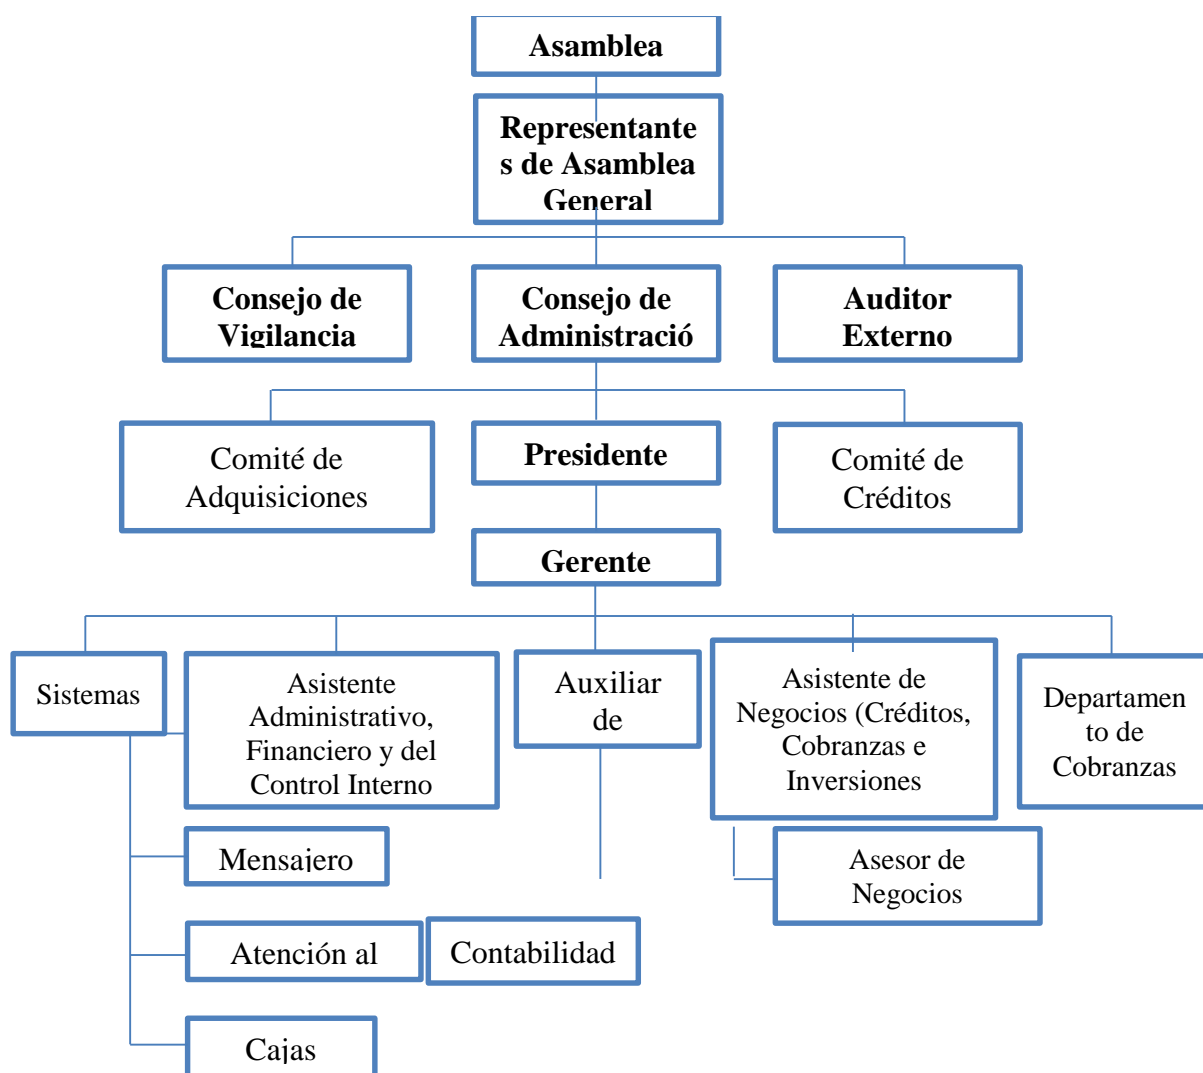 Asamblea
Representante
s de Asamblea
General
Consejo de
Vigilancia
Consejo de
Administració
Auditor
Externo
Comité de
Adquisiciones
Presidente
Comité de
Créditos
Gerente
Sistemas
Asistente
Administrativo,
Financiero y del
Control Interno
Auxiliar
de
Asistente de
Negocios (Créditos,
Cobranzas e
Inversiones
Departamen
to de
Cobranzas
Mensajero
Asesor de
Negocios
Atención al
Contabilidad
Cajas